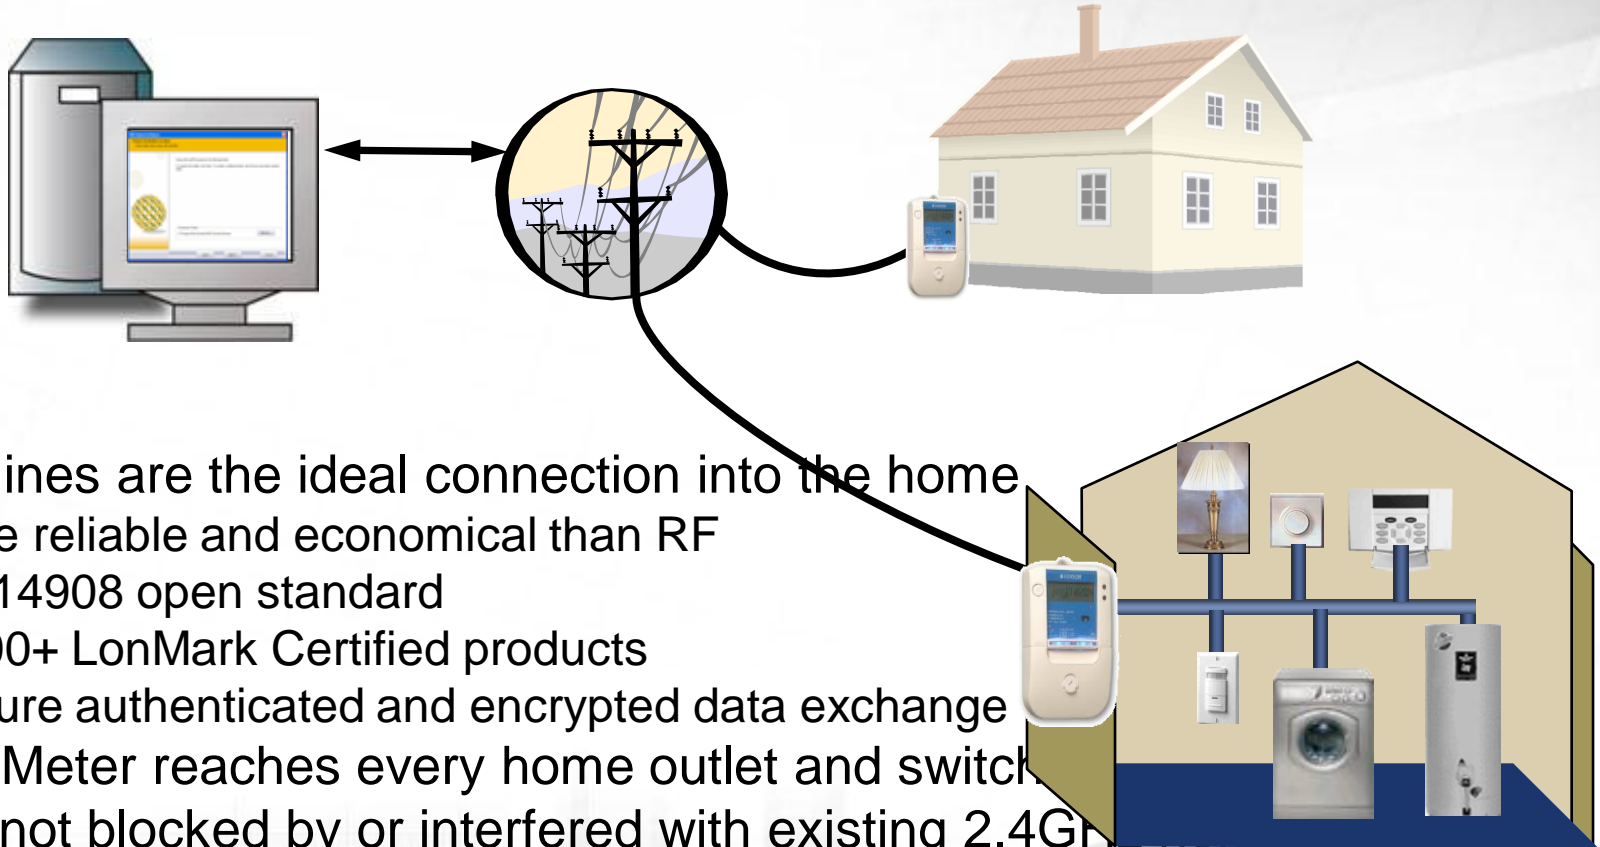 ines are the ideal connection into the home
e reliable and economical than RF
14908 open standard
00+ LonMark Certified products
ure authenticated and encrypted data exchange
Meter reaches every home outlet and switch
not blocked by or interfered with existing 2.4GH